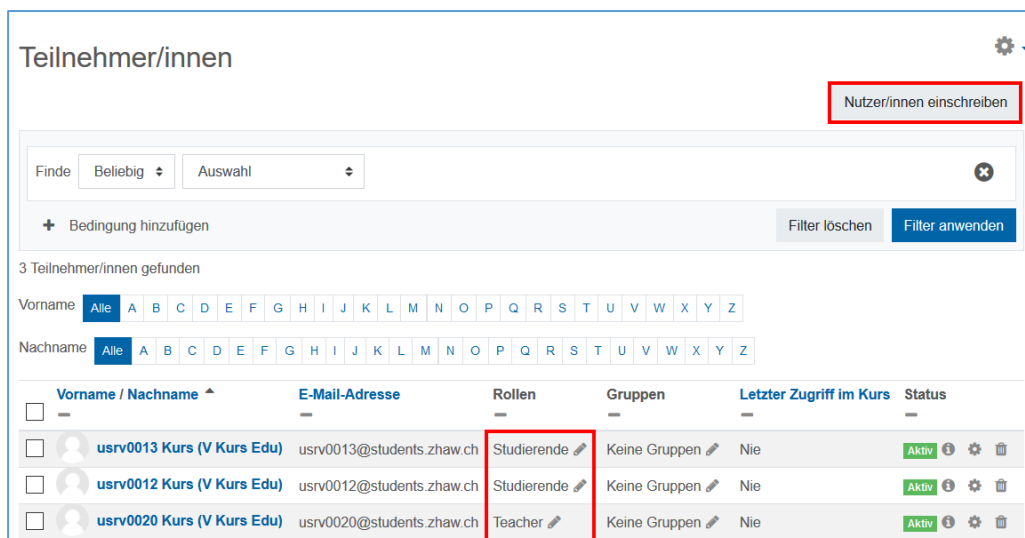 Teilnehmer/innen
Nutzer/innen einschreiben
Finde Beliebig Auswahl
Bedingung hinzufügen Filter löschen Filter anwenden
3 Teilnehmer/innen gefunden
Vorname Alle A B C D E F G H I J K L M N O P Q R S T U V W X Y Z
Nachname Alle A B C D E F G H I J K L M N O P Q R S T U V W X Y Z
Vorname / Nachname E-Mail-Adresse Rollen Gruppen Letzter Zugriff im Kurs Status
usrv0013 Kurs (V Kurs Edu) usrv0013@students.zhaw.ch Studierende Keine Gruppen Nie Aktiv
usrv0012 Kurs (V Kurs Edu) usrv0012@students.zhaw.ch Studierende Keine Gruppen Nie Aktiv
usrv0020 Kurs (V Kurs Edu) usrv0020@students.zhaw.ch Teacher Keine Gruppen Nie Aktiv